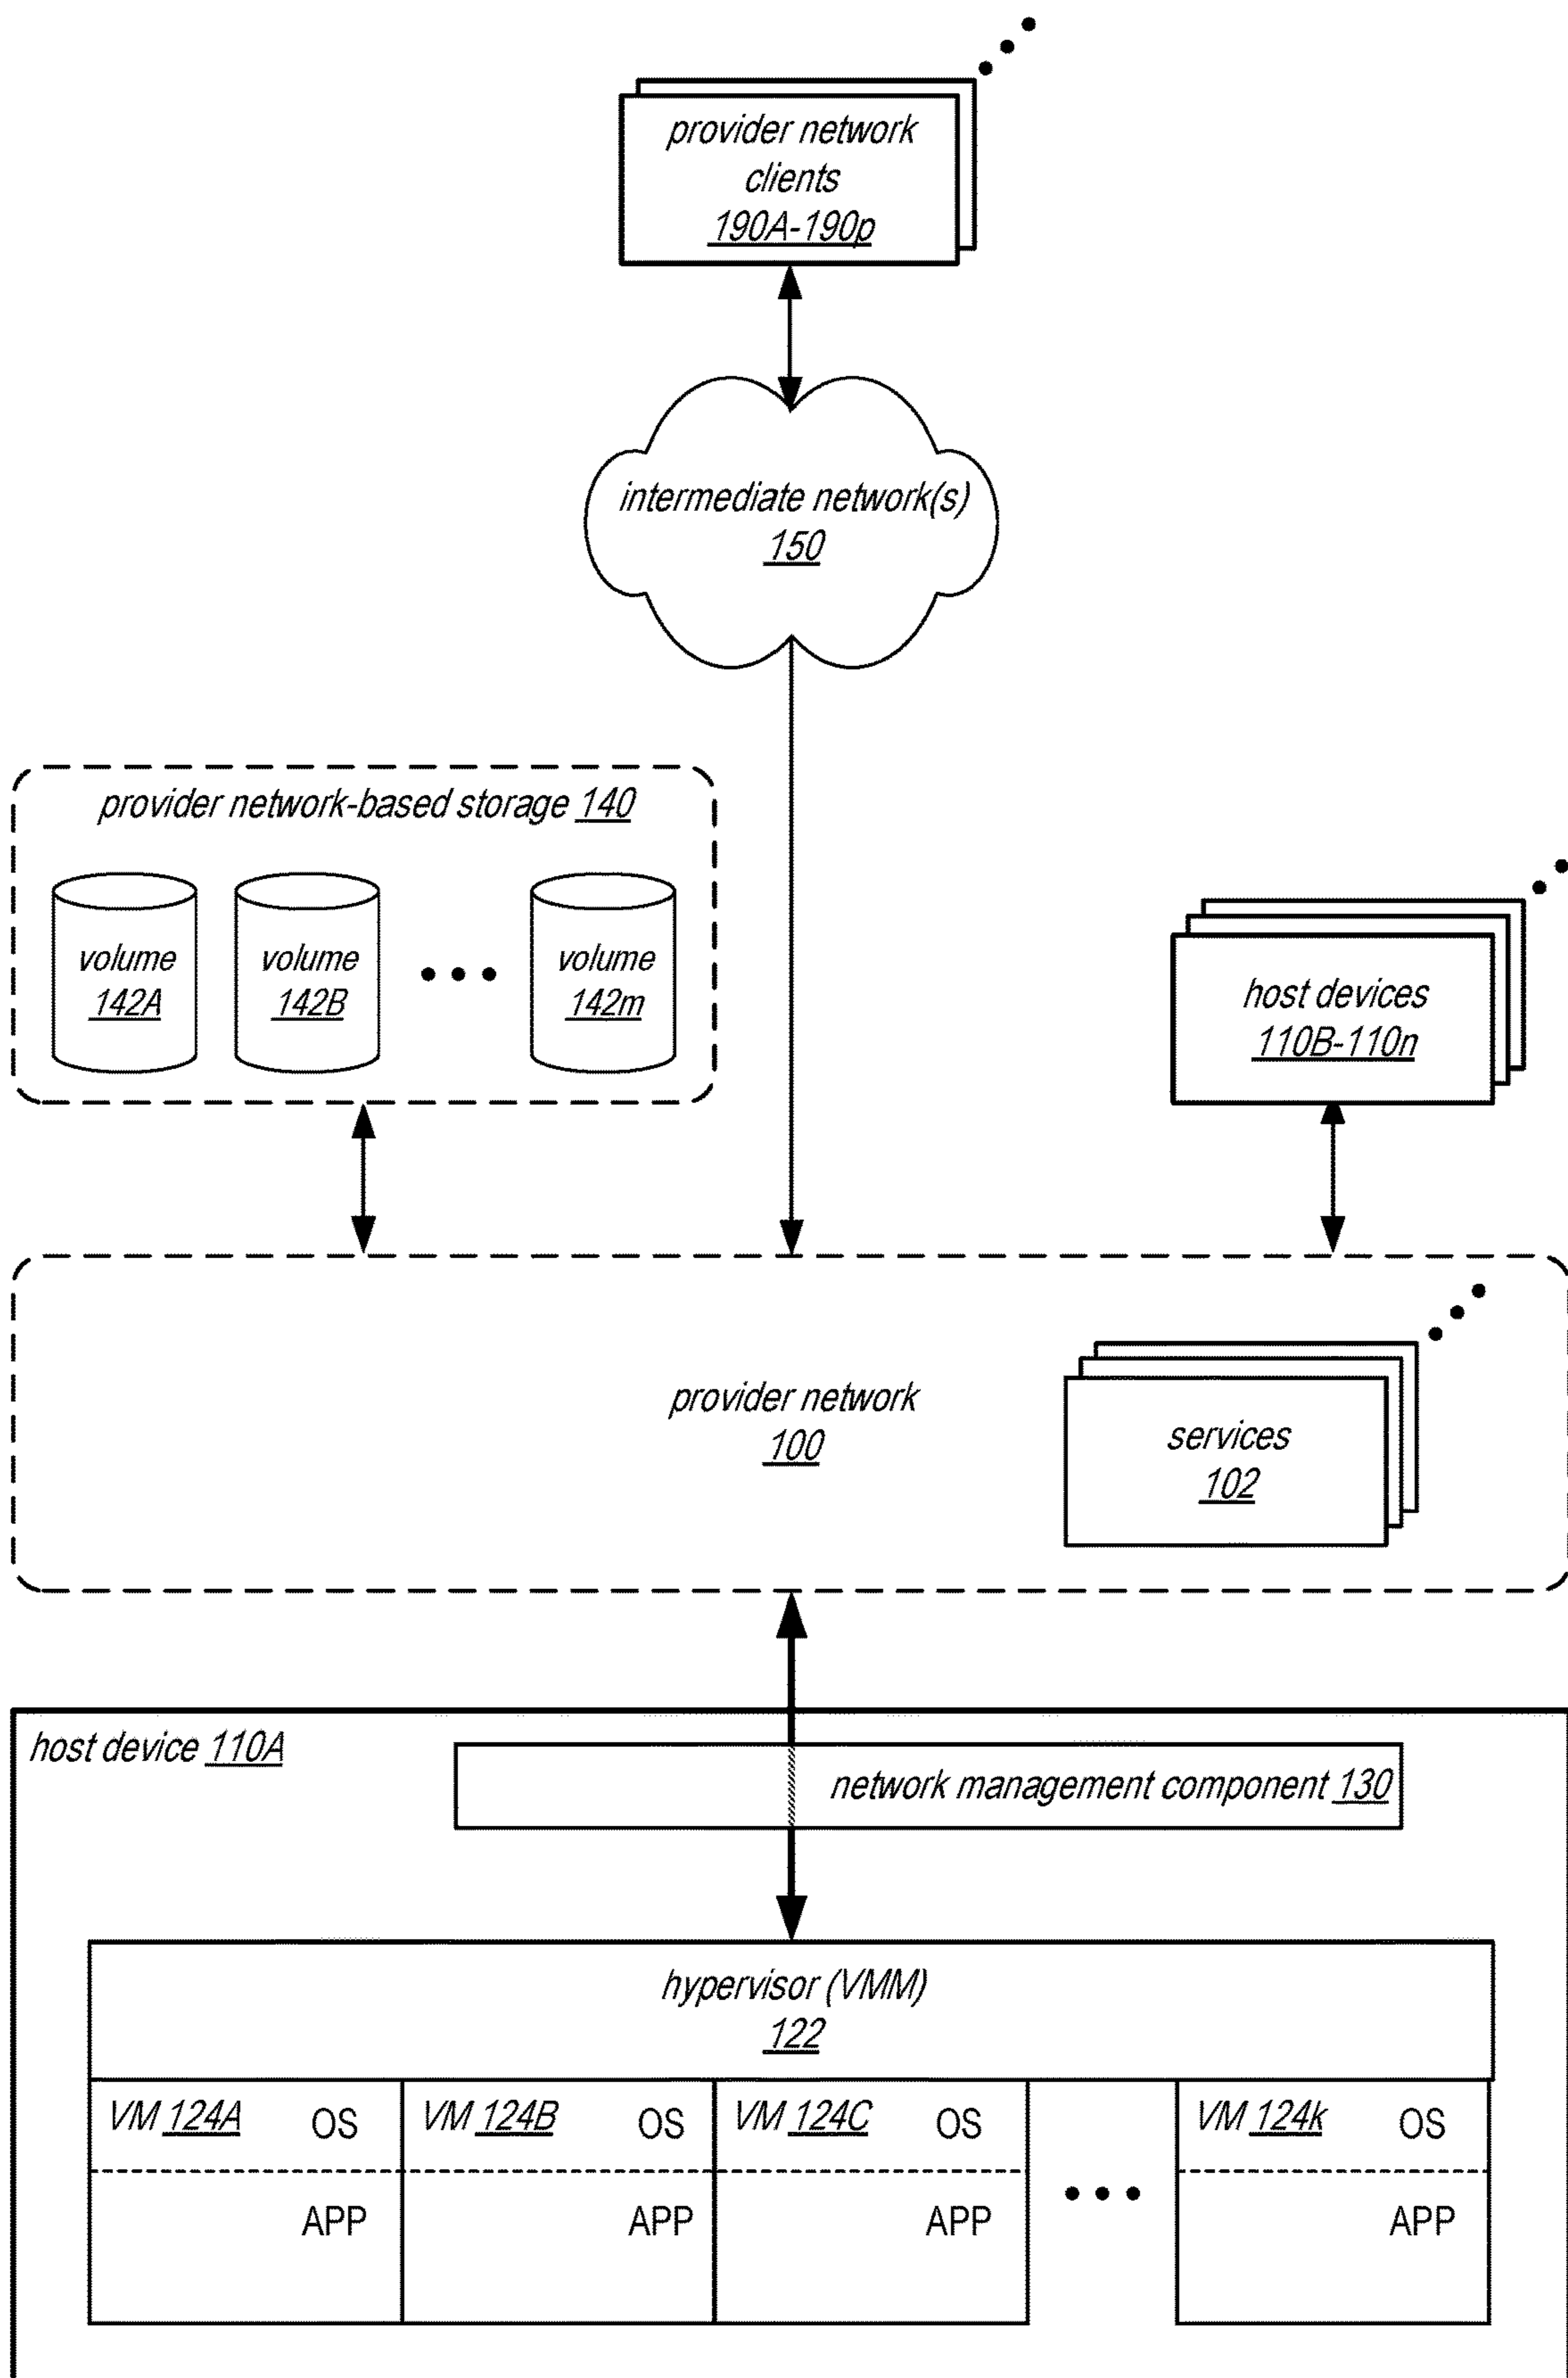 provider network
clients
190A-190p
intermediate network(s)
150
provider network-based storage 140
volume
142A
volume
142B
volume
142m
host devices
110B-110n
provider network
100
services
102
host device 110A
network management component 130
hypervisor (VMM)
122
VM 124A OS
APP
VM 124B OS
APP
VM 124C OS
APP
VM 124k OS
APP